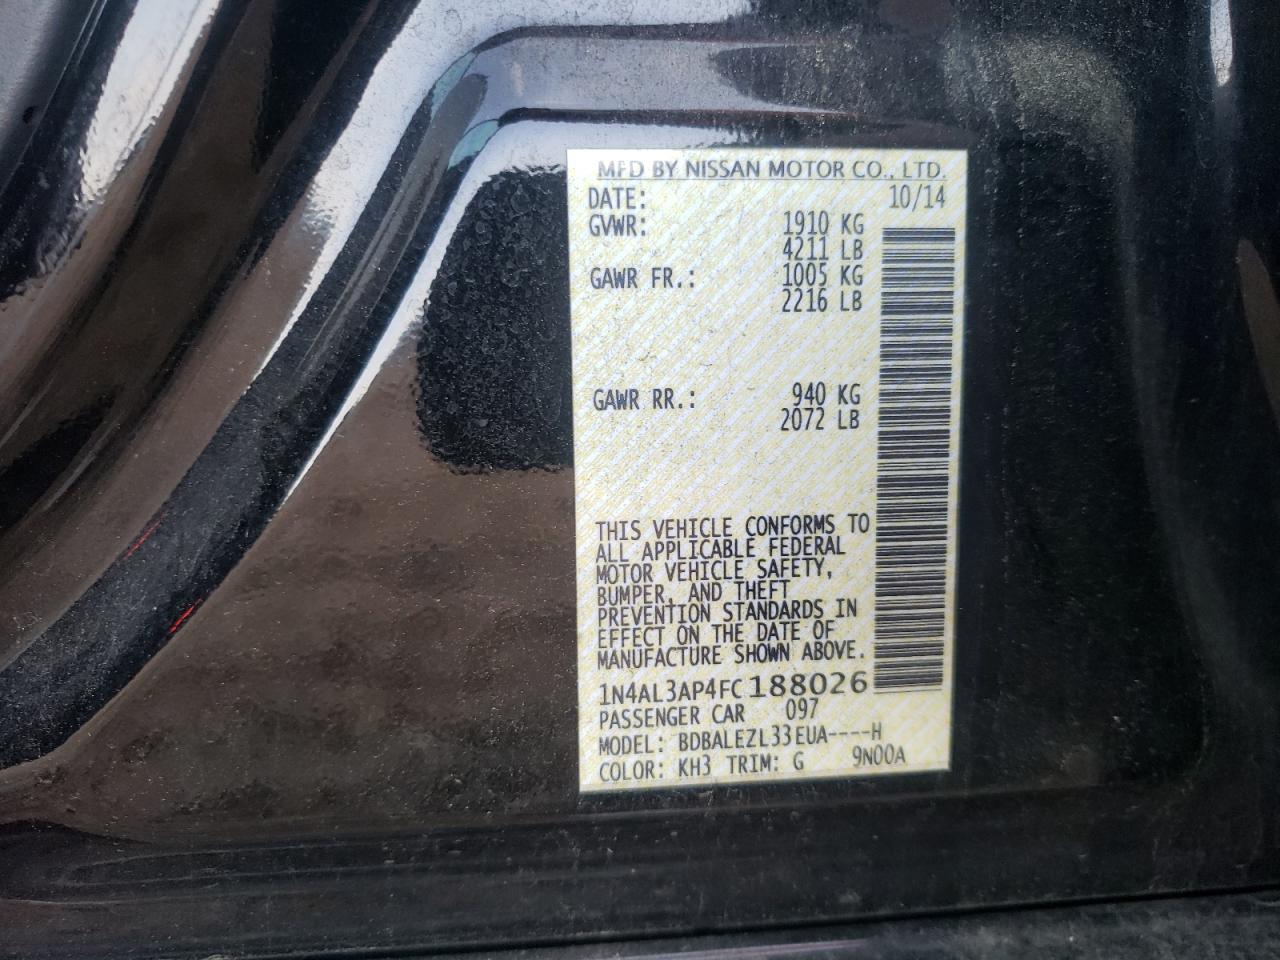 MFD BY NISSAN MOTOR CO., LTD.
DATE: 10/14
GVWR: 1910 KG
4211 LB
GAWR FR.: 1005 KG
2216 LB
GAWR RR.: 940 KG
2072 LB
THIS VEHICLE CONFORMS TO
ALL APPLICABLE FEDERAL
MOTOR VEHICLE SAFETY,
BUMPER, AND THEFT
PREVENTION STANDARDS IN
EFFECT ON THE DATE OF
MANUFACTURE SHOWN ABOVE.
1N4AL3AP4FC188026
PASSENGER CAR 097
MODEL: BDBALEZL33EUA----H
COLOR: KH3 TRIM: G 9N00A